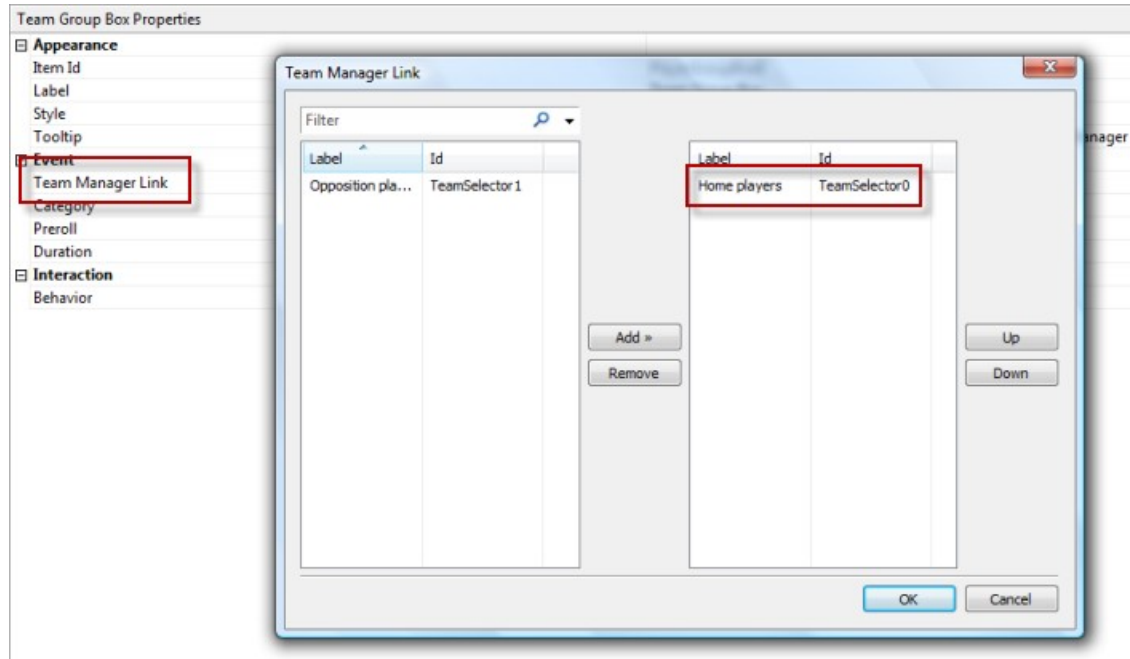 Team Group Box Properties
Appearance
Item Id
Label
Style
Tooltip
Event
Team Manager Link
Category
Preroll
Duration
Interaction
Behavior
anager
Team Manager Link
Filter
Label Id
Opposition pla... TeamSelector1
Label Id
Home players TeamSelector0
Add »
Remove
Up
Down
OK
Cancel